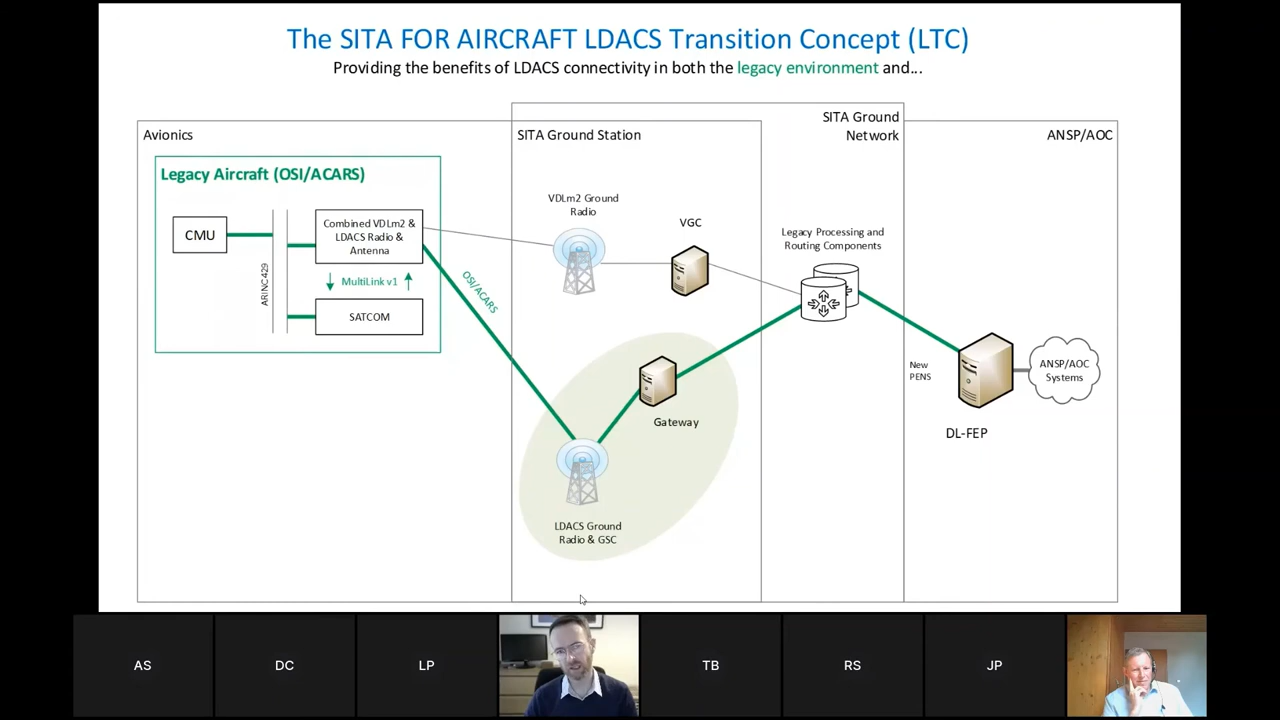 The SITA FOR AIRCRAFT LDACS Transition Concept (LTC)
Providing the benefits of LDACS connectivity in both the legacy environment and...
Avionics
SITA Ground Station
SITA Ground
Network
ANSP/AOC
Legacy Aircraft (OSI/ACARS)
CMU
ARINC429
Combined VDLm2 &
LDACS Radio &
Antenna
MultiLink v1
SATCOM
OSI/ACARS
VDLm2 Ground
Radio
VGC
Legacy Processing and
Routing Components
Gateway
LDACS Ground
Radio & GSC
New
PENS
DL-FEP
ANSP/AOC
Systems
AS
DC
LP
TB
RS
JP